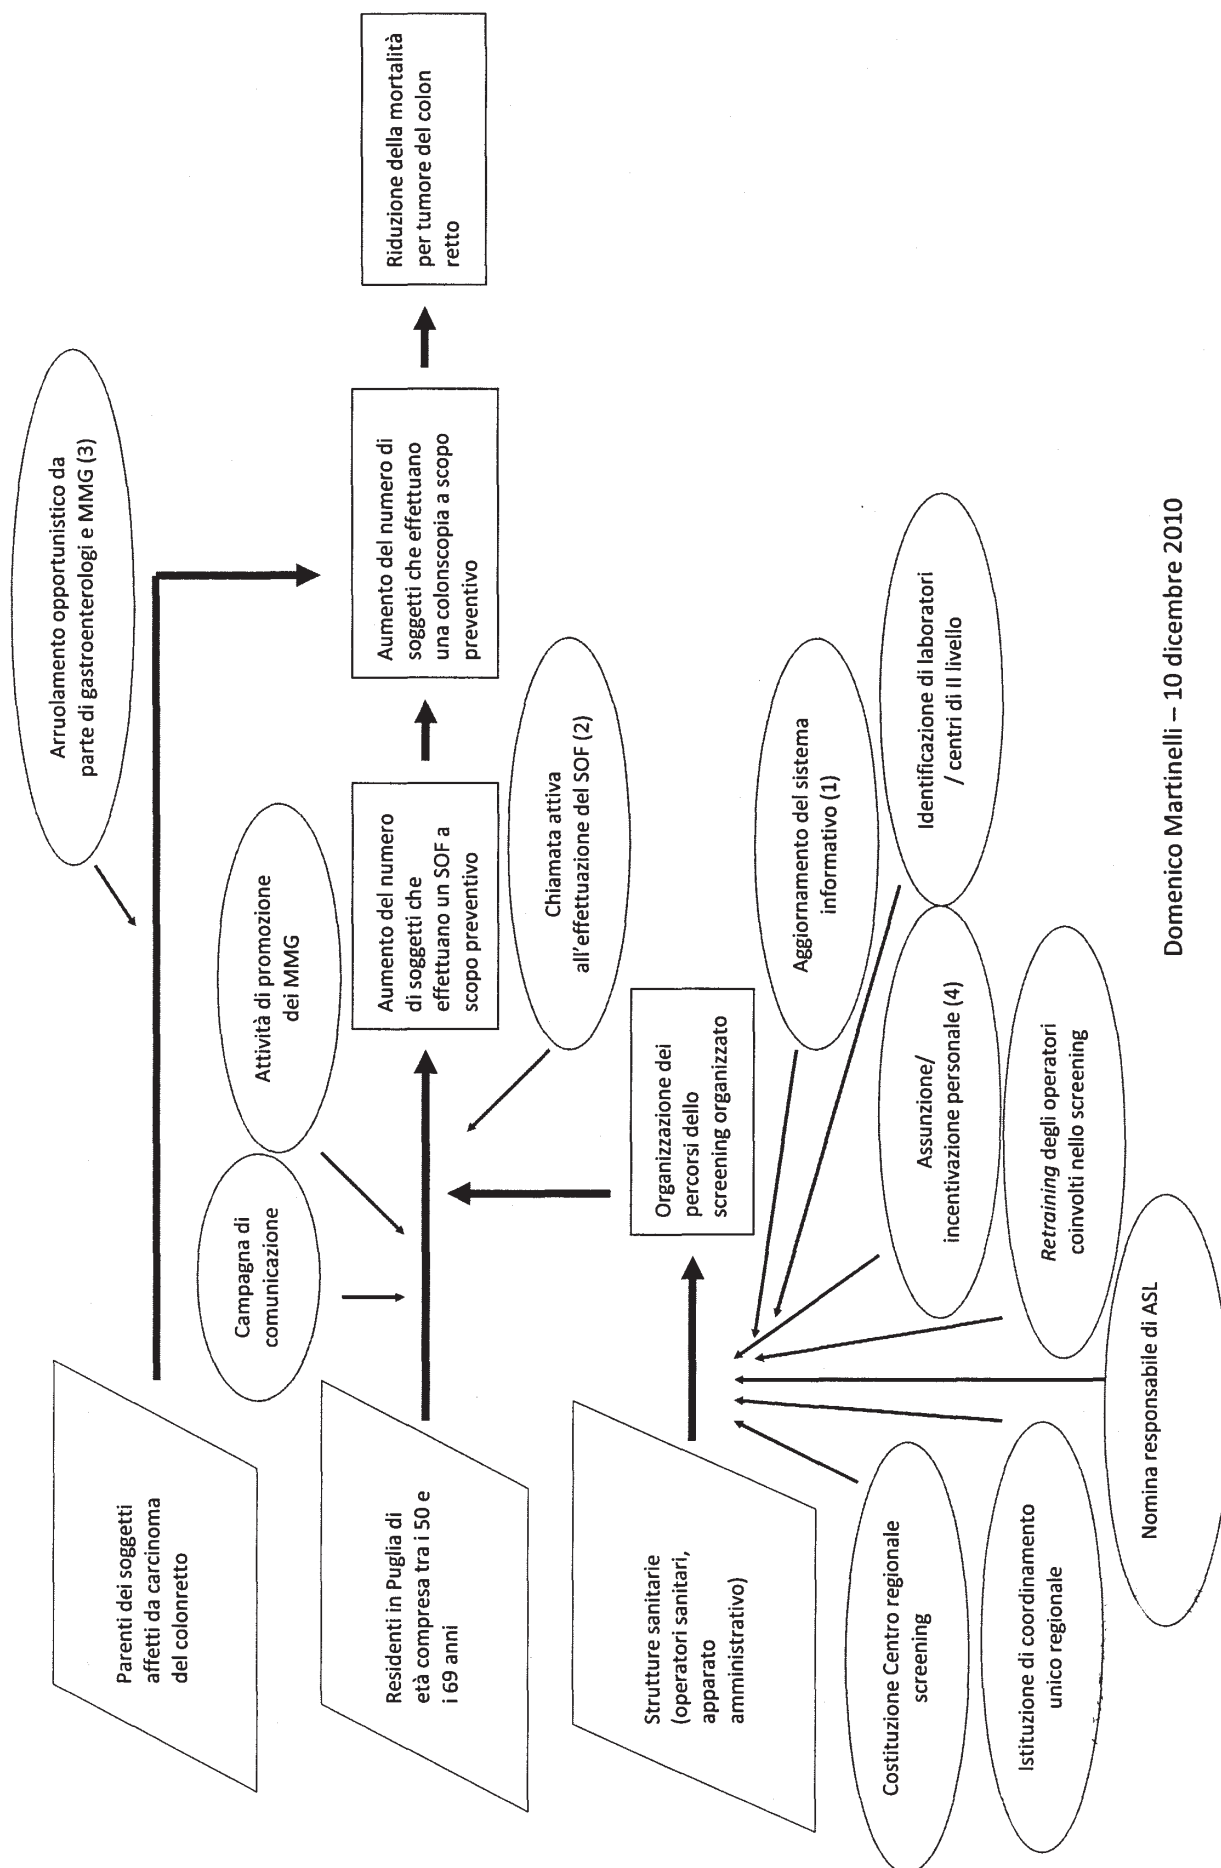 Parenti dei soggetti
affetti da carcinoma
del colonretto
Arruolamento opportunistico da
parte di gastroenterologi e MMG (3)
Campagna di
comunicazione
Attività di promozione
dei MMG
Residenti in Puglia di
età compresa tra i 50 e
i 69 anni
Aumento del numero
di soggetti che
effettuano un SOF a
scopo preventivo
Aumento del numero di
soggetti che effettuano
una colonscopia a scopo
preventivo
Riduzione della mortalità
per tumore del colon
retto
Chiamata attiva
all'effettuazione del SOF (2)
Strutture sanitarie
(operatori sanitari,
apparato
amministrativo)
Organizzazione dei
percorsi dello
screening organizzato
Aggiornamento del sistema
informativo (1)
Costituzione Centro regionale
screening
Assunzione/
incentivazione personale (4)
Identificazione di laboratori
/ centri di II livello
Istituzione di coordinamento
unico regionale
Retraining degli operatori
coinvolti nello screening
Nomina responsabile di ASL
Domenico Martinelli – 10 dicembre 2010